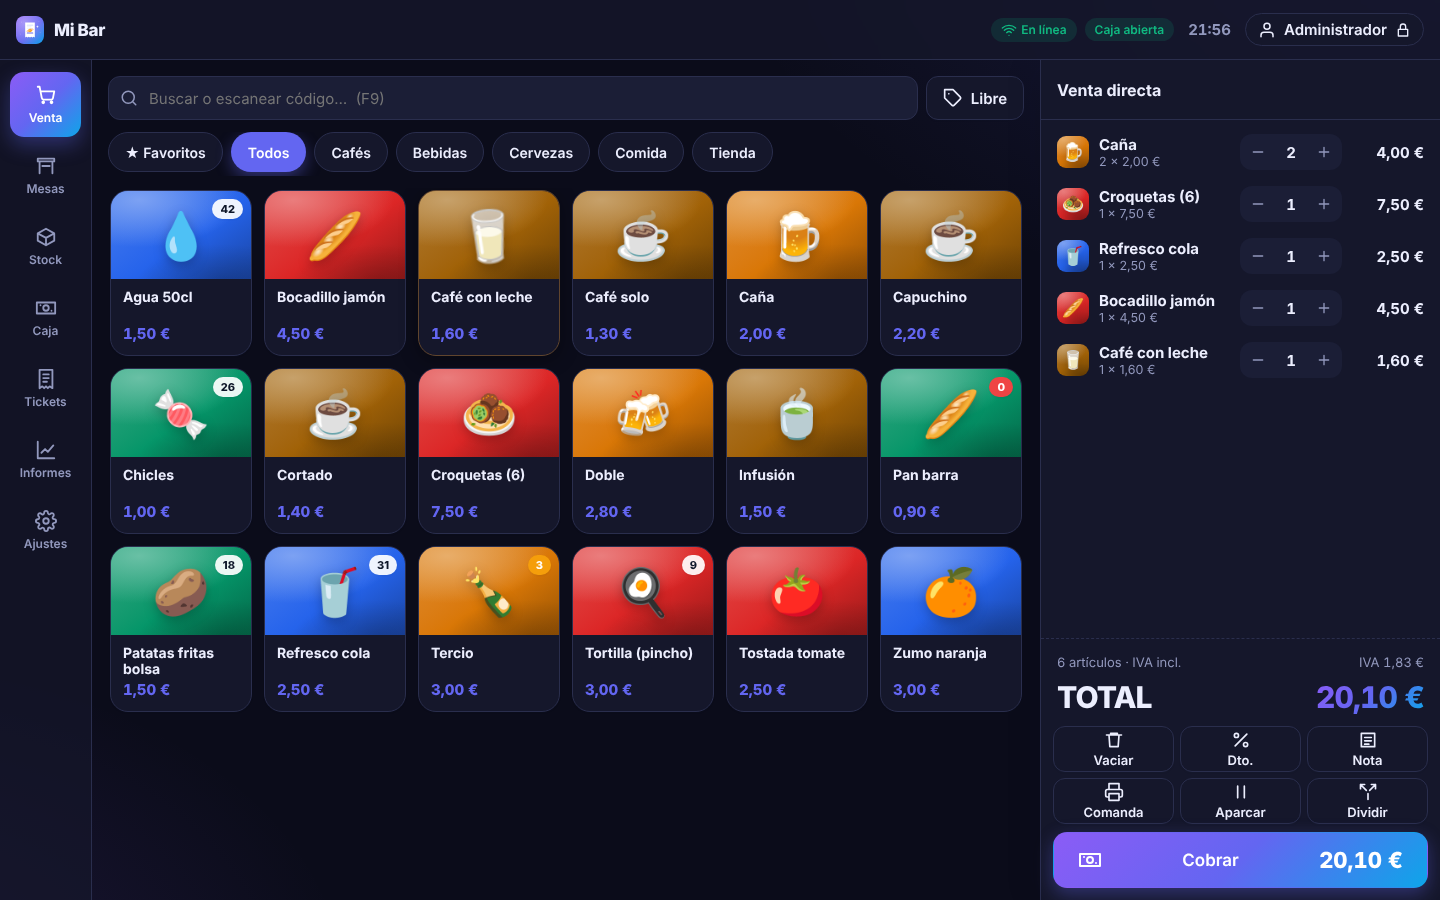 Mi Bar
En línea
Caja abierta
21:56
Administrador
Venta
Mesas
Stock
Caja
Tickets
Informes
Ajustes
Buscar o escanear código... (F9)
Libre
★ Favoritos
Todos
Cafés
Bebidas
Cervezas
Comida
Tienda
42
Agua 50cl
1,50 €
Bocadillo jamón
4,50 €
Café con leche
1,60 €
Café solo
1,30 €
Caña
2,00 €
Capuchino
2,20 €
26
Chicles
1,00 €
Cortado
1,40 €
Croquetas (6)
7,50 €
Doble
2,80 €
Infusión
1,50 €
0
Pan barra
0,90 €
18
Patatas fritas
bolsa
1,50 €
31
Refresco cola
2,50 €
3
Tercio
3,00 €
9
Tortilla (pincho)
3,00 €
Tostada tomate
2,50 €
Zumo naranja
3,00 €
Venta directa
Caña
2 × 2,00 €
− 2 +
4,00 €
Croquetas (6)
1 × 7,50 €
− 1 +
7,50 €
Refresco cola
1 × 2,50 €
− 1 +
2,50 €
Bocadillo jamón
1 × 4,50 €
− 1 +
4,50 €
Café con leche
1 × 1,60 €
− 1 +
1,60 €
6 artículos · IVA incl.
IVA 1,83 €
TOTAL
20,10 €
Vaciar
Dto.
Nota
Comanda
Aparcar
Dividir
Cobrar
20,10 €